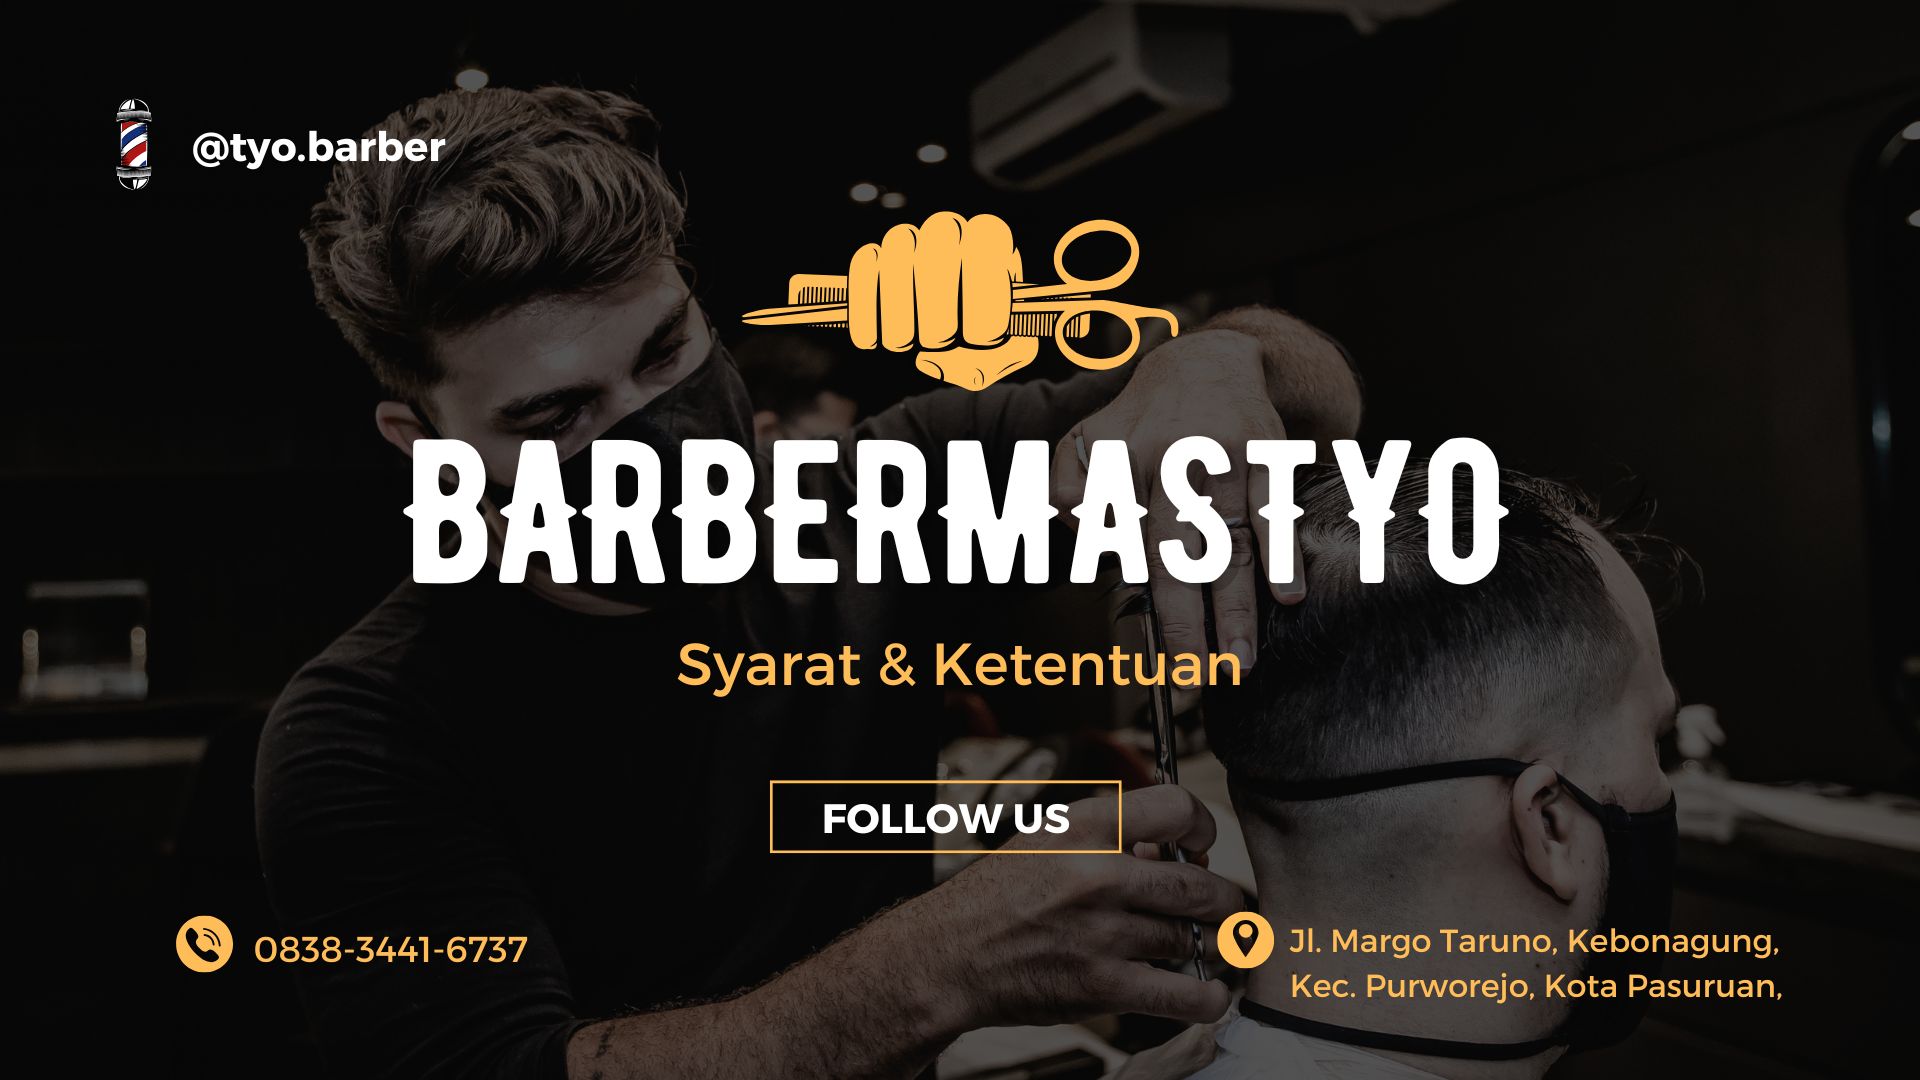 @tyo.barber
BARBERMASTYO
Syarat & Ketentuan
FOLLOW US
0838-3441-6737
Jl. Margo Taruno, Kebonagung,
Kec. Purworejo, Kota Pasuruan,